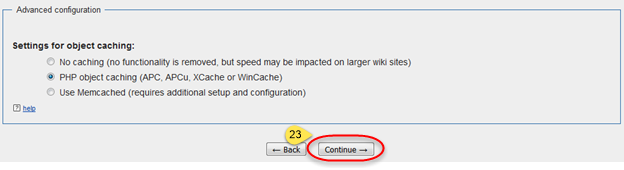 Advanced configuration
Settings for object caching:
No caching (no functionality is removed, but speed may be impacted on larger wiki sites)
PHP object caching (APC, APCu, XCache or WinCache)
Use Memcached (requires additional setup and configuration)
? help
23
← Back Continue →